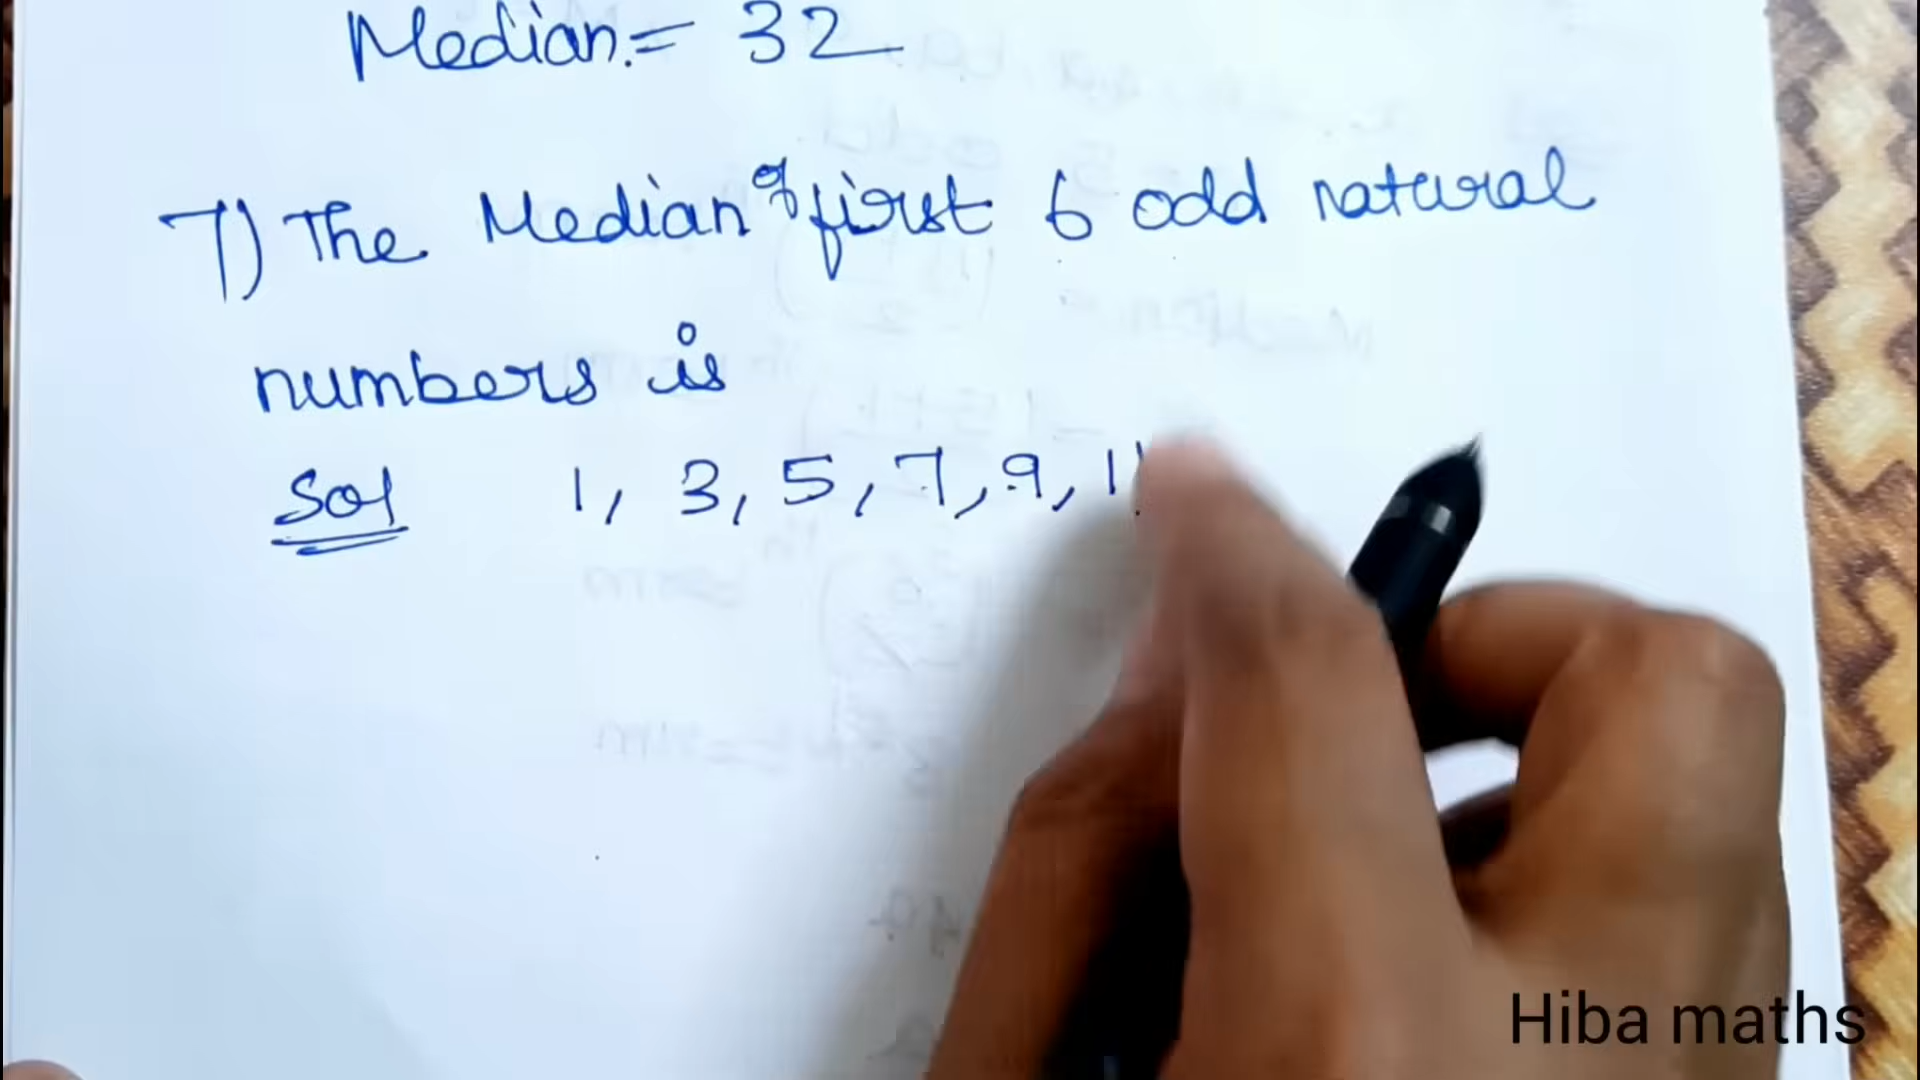 Median.= 32
7) The Median of first 6 odd natural
numbers is
Sol 1, 3, 5, 7, 9, 11
Hiba maths